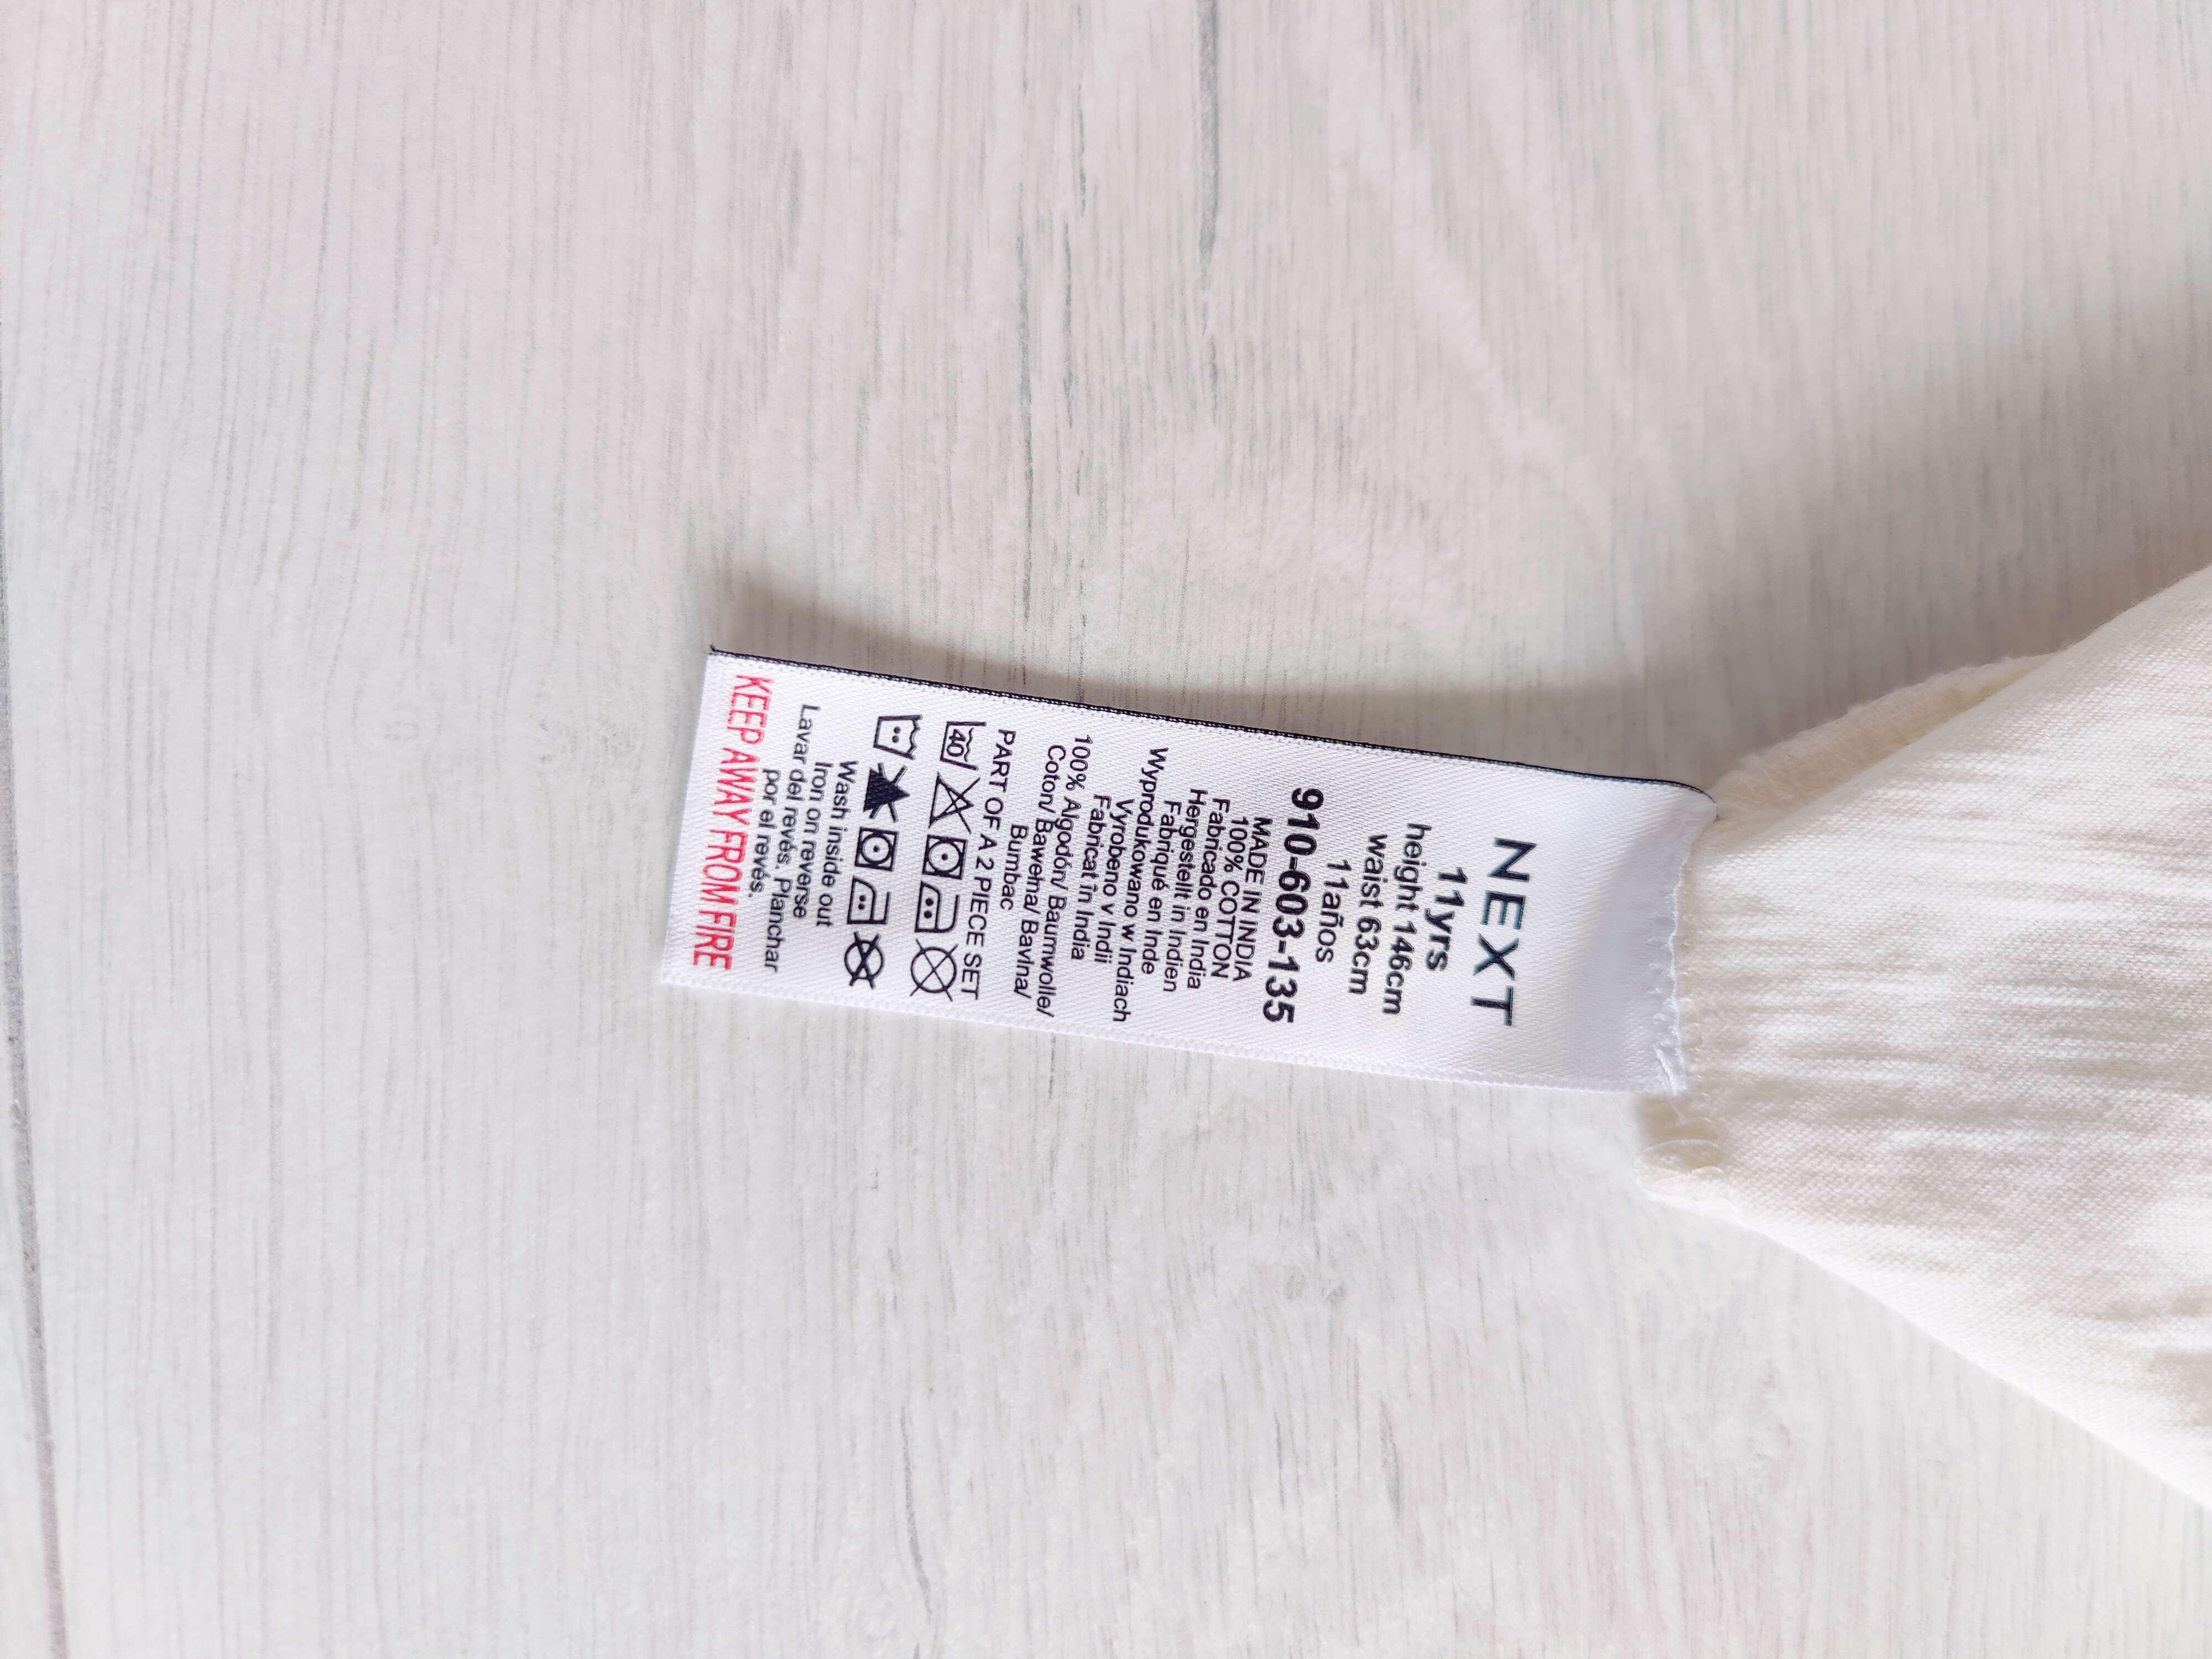 NEXT
11yrs
height 146cm
waist 63cm
11años
910-603-135
MADE IN INDIA
100% COTTON
Fabricado en India
Hergestellt in Indien
Fabriqué en Inde
Wyprodukowano w Indiach
Vyrobeno v Indii
Fabricat în India
100% Algodón/ Baumwolle/
Coton/ Bawełna/ Bavlna/
Bumbac
PART OF A 2 PIECE SET
40
Wash inside out
Iron on reverse
Lavar del revés. Planchar
por el revés.
KEEP AWAY FROM FIRE